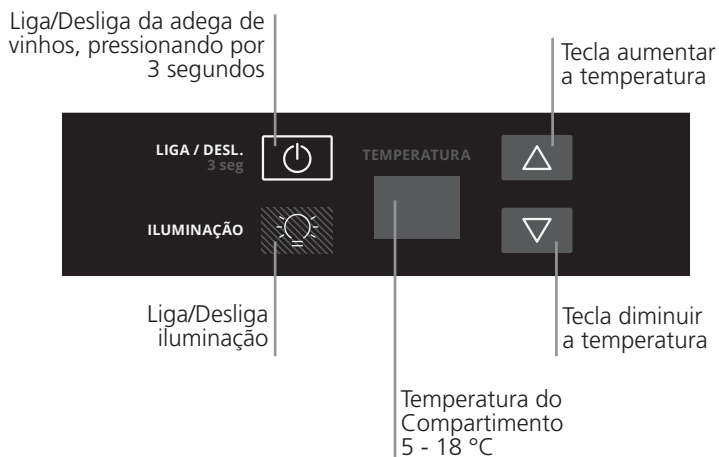 Liga/Desliga da adega de
vinhos, pressionando por
3 segundos
Tecla aumentar
a temperatura
LIGA / DESL.
3 seg
TEMPERATURA
ILUMINAÇÃO
Liga/Desliga
iluminação
Tecla diminuir
a temperatura
Temperatura do
Compartimento
5 - 18 °C